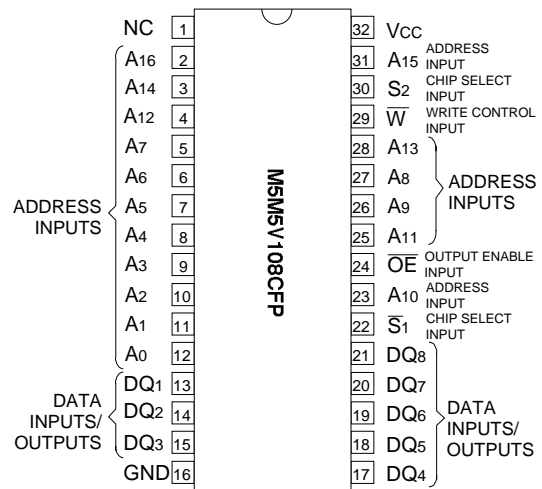 NC 1
A16 2
A14 3
A12 4
A7 5
A6 6
A5 7
A4 8
A3 9
A2 10
A1 11
A0 12
DQ1 13
DQ2 14
DQ3 15
GND 16
ADDRESS
INPUTS
DATA
INPUTS/
OUTPUTS
M5M5V108CFP
32 VCC
31 A15 ADDRESS
INPUT
30 S2 CHIP SELECT
INPUT
29 W̅ WRITE CONTROL
INPUT
28 A13
27 A8
26 A9
25 A11
ADDRESS
INPUTS
24 O̅E̅ OUTPUT ENABLE
INPUT
23 A10 ADDRESS
INPUT
22 S̅1 CHIP SELECT
INPUT
21 DQ8
20 DQ7
19 DQ6
18 DQ5
17 DQ4
DATA
INPUTS/
OUTPUTS